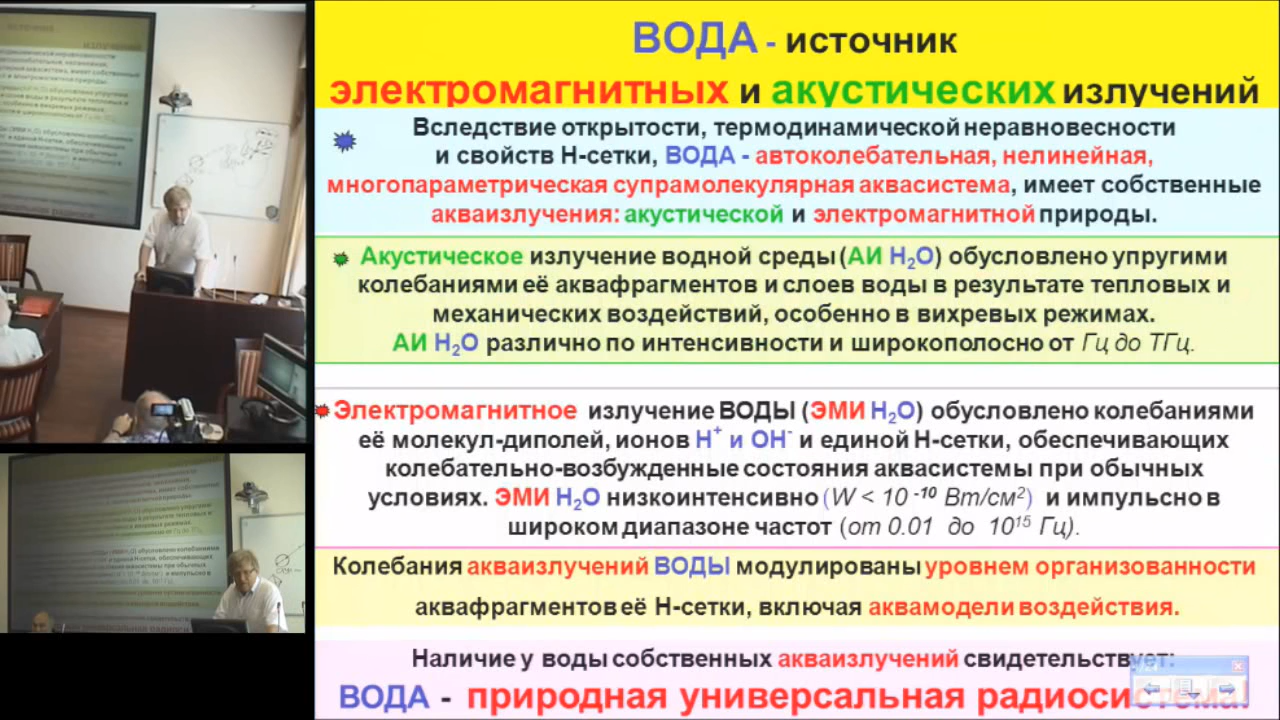 ВОДА - источник
электромагнитных и акустических излучений
Вследствие открытости, термодинамической неравновесности
и свойств Н-сетки, ВОДА - автоколебательная, нелинейная,
многопараметрическая супрамолекулярная аквасистема, имеет собственные
акваизлучения: акустической и электромагнитной природы.
Акустическое излучение водной среды (АИ H₂O) обусловлено упругими
колебаниями её аквафрагментов и слоев воды в результате тепловых и
механических воздействий, особенно в вихревых режимах.
АИ H₂O различно по интенсивности и широкополосно от Гц до ТГц.
Электромагнитное излучение ВОДЫ (ЭМИ H₂O) обусловлено колебаниями
её молекул-диполей, ионов H⁺ и OH⁻ и единой Н-сетки, обеспечивающих
колебательно-возбужденные состояния аквасистемы при обычных
условиях. ЭМИ H₂O низкоинтенсивно (W < 10 ⁻¹⁰ Вт/см²) и импульсно в
широком диапазоне частот (от 0.01 до 10¹⁵ Гц).
Колебания акваизлучений ВОДЫ модулированы уровнем организованности
аквафрагментов её Н-сетки, включая аквамодели воздействия.
Наличие у воды собственных акваизлучений свидетельствует:
ВОДА - природная универсальная радиосистема!